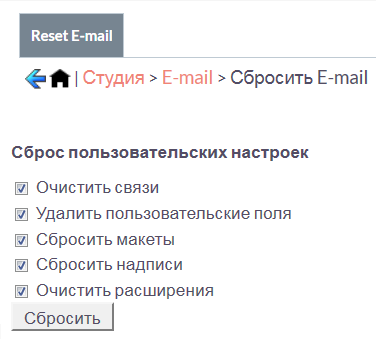 Reset E-mail
| Студия > E-mail > Сбросить E-mail
Сброс пользовательских настроек
Очистить связи
Удалить пользовательские поля
Сбросить макеты
Сбросить надписи
Очистить расширения
Сбросить